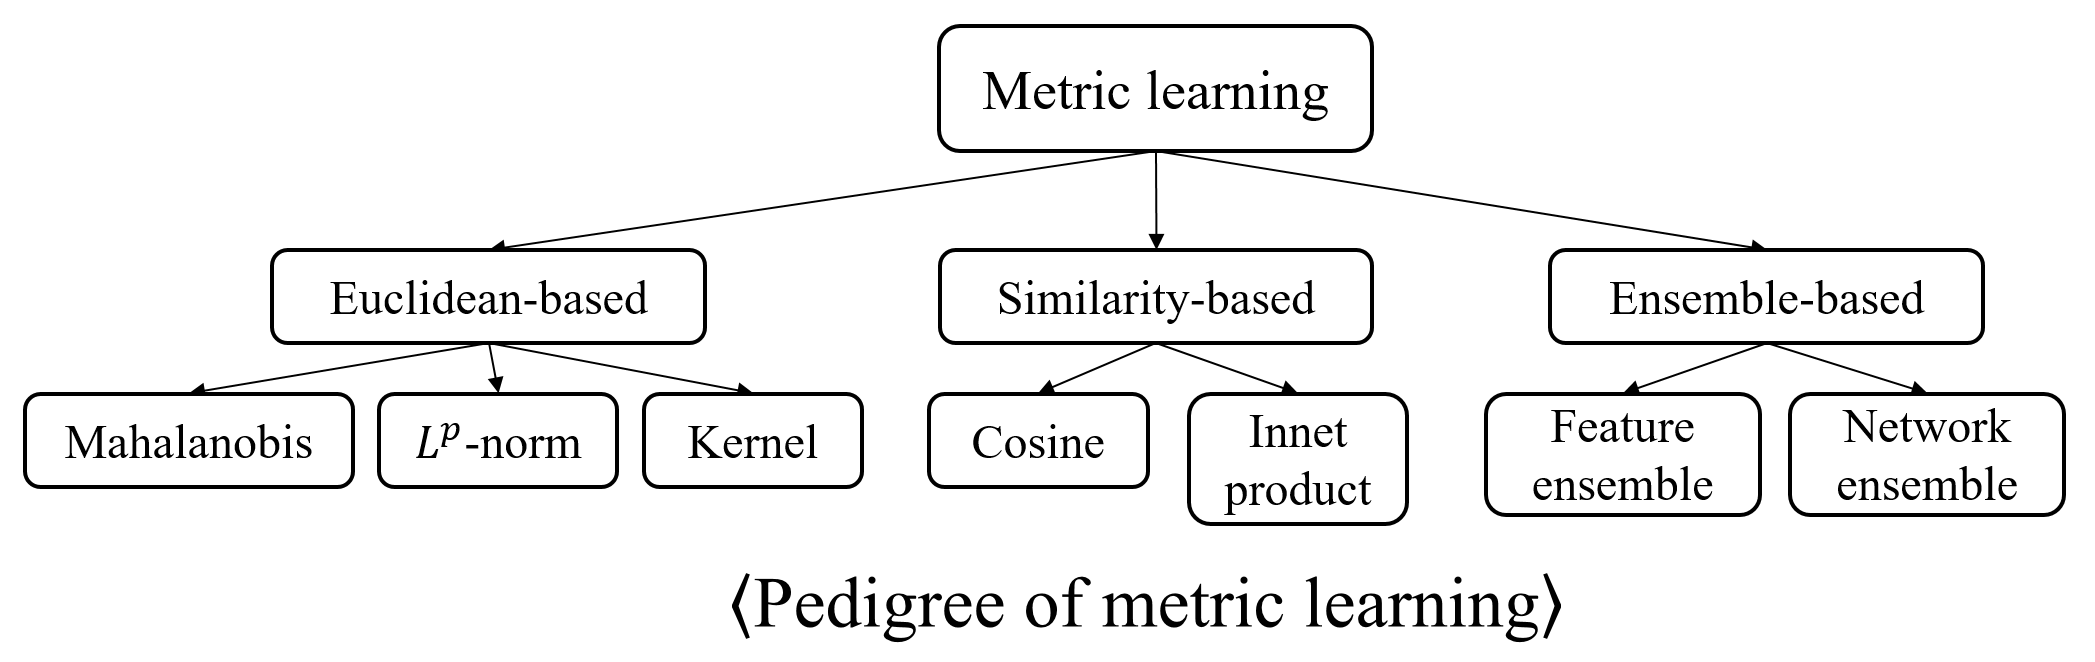 Metric learning
Euclidean-based
Similarity-based
Ensemble-based
Mahalanobis
𝐿ᵖ-norm
Kernel
Cosine
Innet
product
Feature
ensemble
Network
ensemble
⟨Pedigree of metric learning⟩